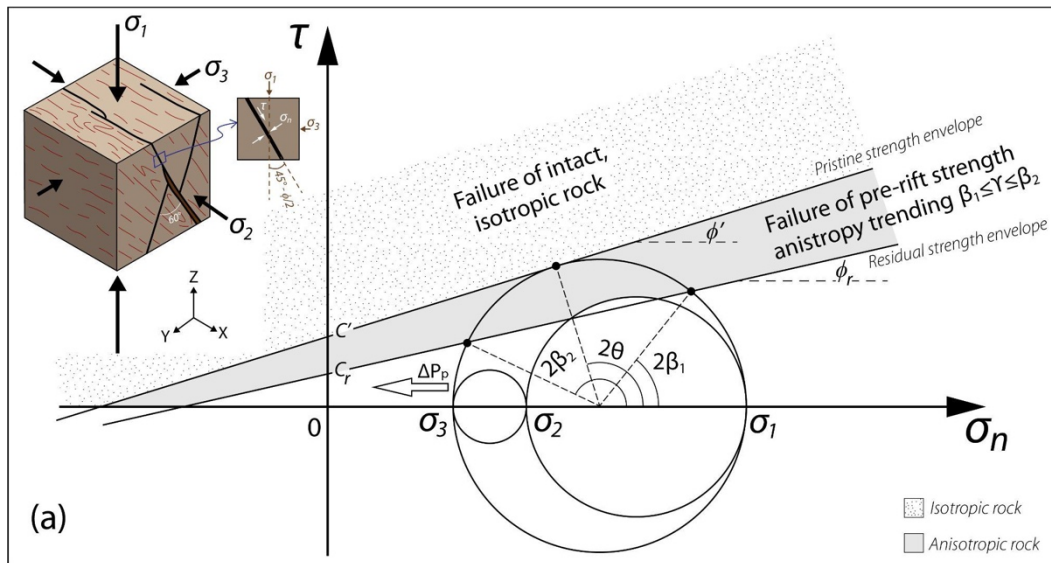 σ1
σ3
σ2
60°
σ1
τ
σn
σ3
45°- ϕ/2
Z
Y
X
τ
Failure of intact,
isotropic rock
Pristine strength envelope
Failure of pre-rift strength
anistropy trending β1≤ϒ≤β2
Residual strength envelope
ϕ'
ϕr
C'
Cr
ΔPp
2β2
2θ
2β1
0
σ3
σ2
σ1
σn
(a)
Isotropic rock
Anisotropic rock